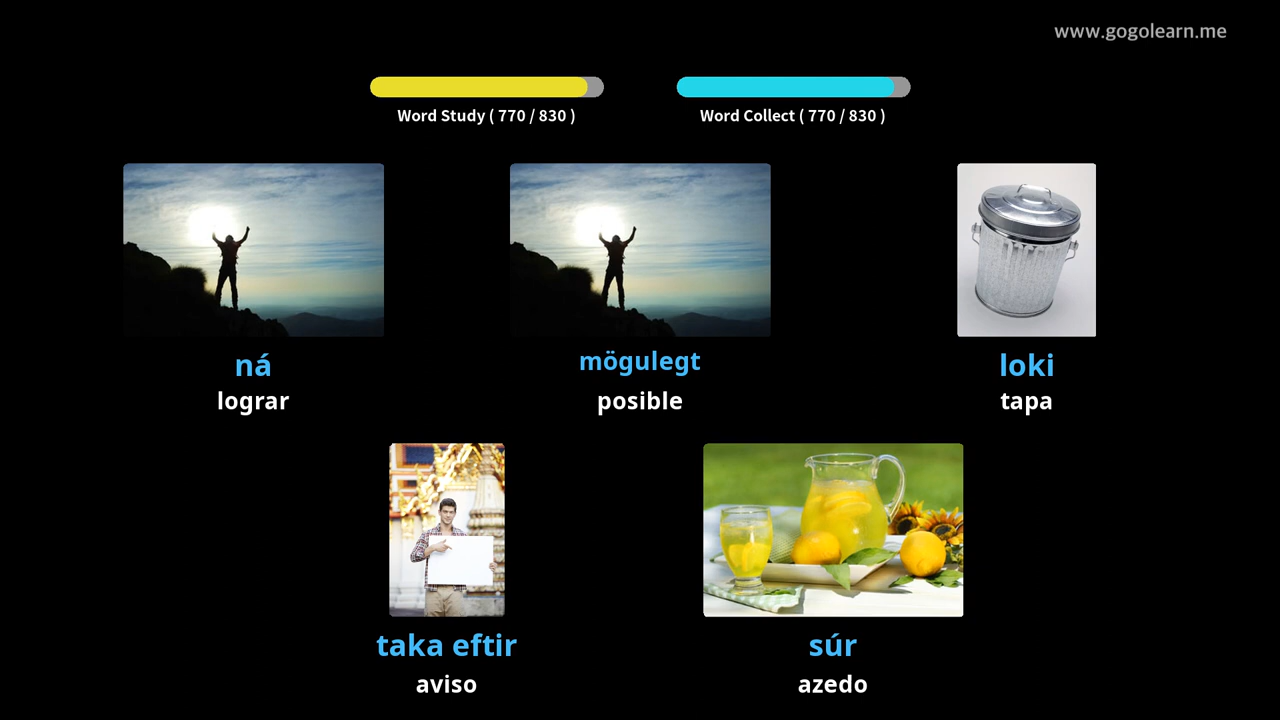 www.gogolearn.me
Word Study ( 770 / 830 )
Word Collect ( 770 / 830 )
ná
mögulegt
loki
lograr
posible
tapa
taka eftir
súr
aviso
azedo